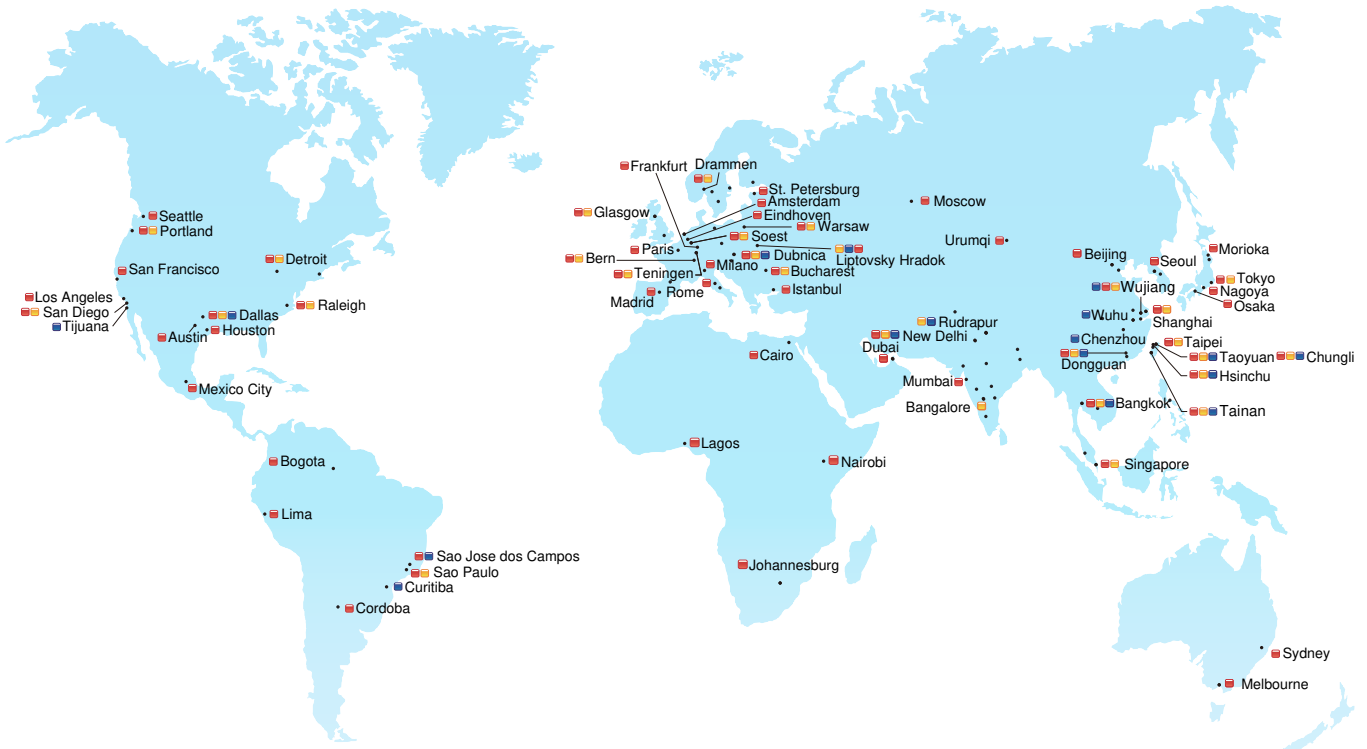 Seattle
Portland
San Francisco
Los Angeles
San Diego
Tijuana
Detroit
Raleigh
Dallas
Austin
Houston
Mexico City
Bogota
Lima
Sao Jose dos Campos
Sao Paulo
Curitiba
Cordoba
Frankfurt
Drammen
St. Petersburg
Amsterdam
Eindhoven
Glasgow
Warsaw
Soest
Paris
Bern
Dubnica
Liptovsky Hradok
Milano
Teningen
Bucharest
Madrid
Rome
Istanbul
Moscow
Urumqi
Cairo
Lagos
Nairobi
Johannesburg
Dubai
New Delhi
Rudrapur
Mumbai
Bangalore
Beijing
Seoul
Morioka
Tokyo
Nagoya
Osaka
Wujiang
Wuhu
Shanghai
Chenzhou
Taipei
Dongguan
Taoyuan
Chungli
Hsinchu
Bangkok
Tainan
Singapore
Sydney
Melbourne